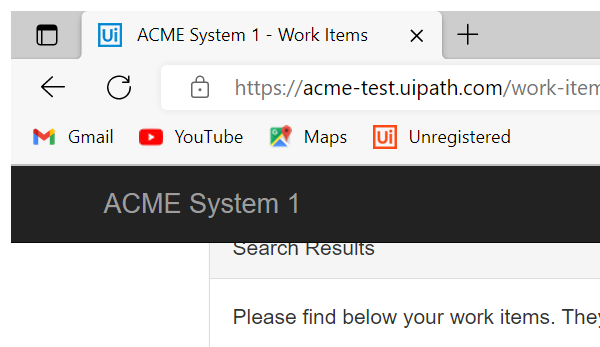 Ui ACME System 1 - Work Items
https://acme-test.uipath.com/work-item
Gmail YouTube Maps Ui Unregistered
ACME System 1
Search Results
Please find below your work items. They